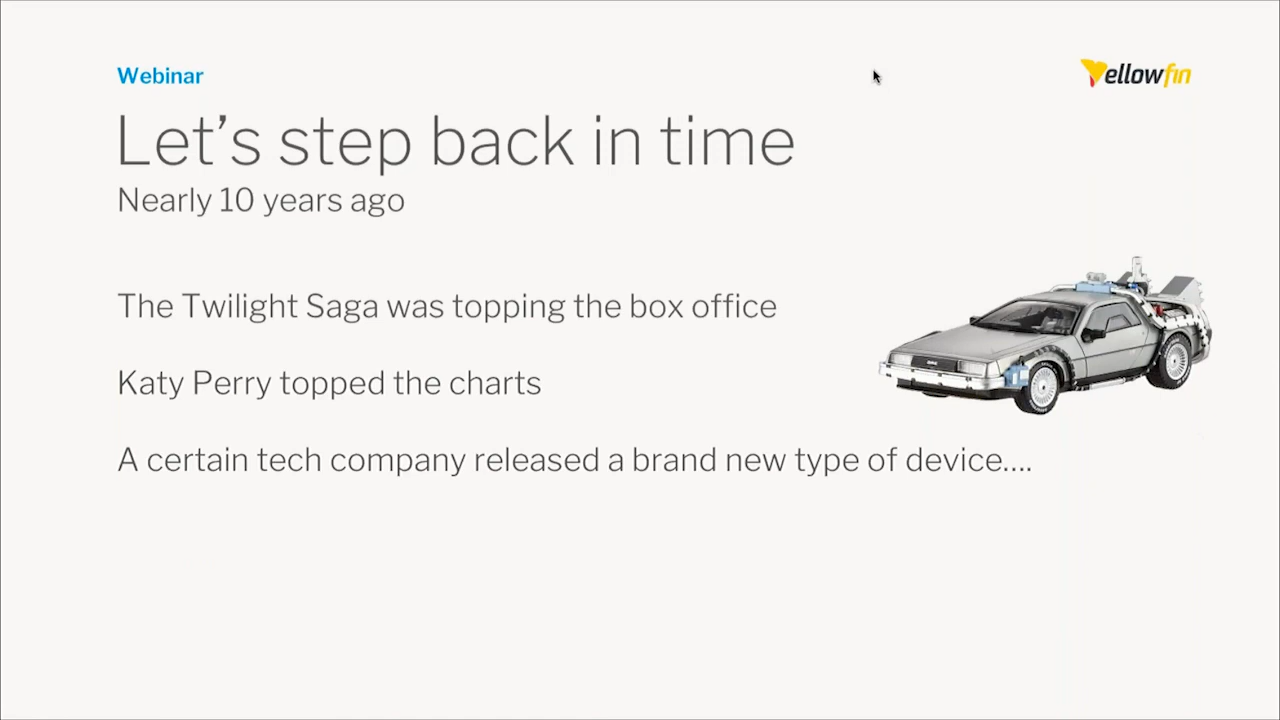 Webinar
Yellowfin
Let’s step back in time
Nearly 10 years ago
The Twilight Saga was topping the box office
Katy Perry topped the charts
A certain tech company released a brand new type of device....